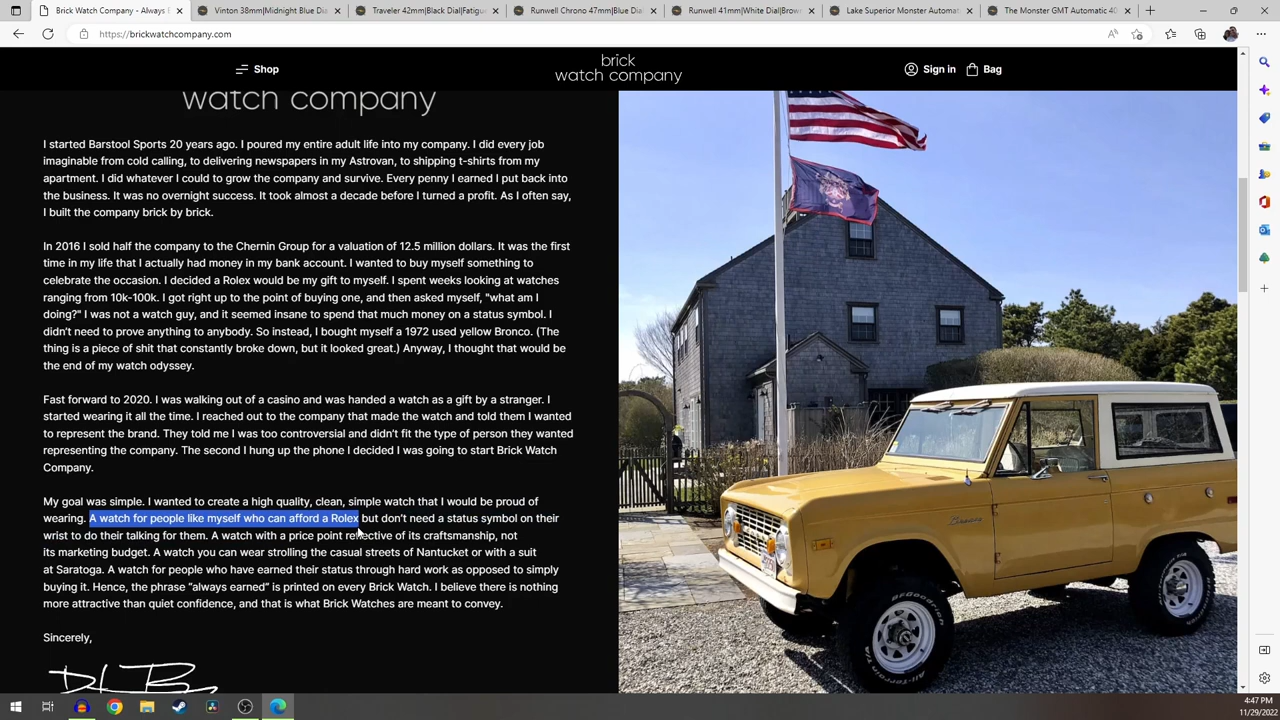 Brick Watch Company - Always E
Vinton 38mm|Midnight Blue Dia
Traveler 42mm|Black Dial|Fatigue
Runwell Chrono 47mm|Blue Dia
Runwell 41mm|White Dial|Brown
Lake Superior Monster Automat
The Monster GMT Automatic 40
https://brickwatchcompany.com
Shop
brick
watch company
Sign in
Bag
watch company
I started Barstool Sports 20 years ago. I poured my entire adult life into my company. I did every job
imaginable from cold calling, to delivering newspapers in my Astrovan, to shipping t-shirts from my
apartment. I did whatever I could to grow the company and survive. Every penny I earned I put back into
the business. It was no overnight success. It took almost a decade before I turned a profit. As I often say,
I built the company brick by brick.
In 2016 I sold half the company to the Chernin Group for a valuation of 12.5 million dollars. It was the first
time in my life that I actually had money in my bank account. I wanted to buy myself something to
celebrate the occasion. I decided a Rolex would be my gift to myself. I spent weeks looking at watches
ranging from 10k-100k. I got right up to the point of buying one, and then asked myself, "what am I
doing?" I was not a watch guy, and it seemed insane to spend that much money on a status symbol. I
didn't need to prove anything to anybody. So instead, I bought myself a 1972 used yellow Bronco. (The
thing is a piece of shit that constantly broke down, but it looked great.) Anyway, I thought that would be
the end of my watch odyssey.
Fast forward to 2020. I was walking out of a casino and was handed a watch as a gift by a stranger. I
started wearing it all the time. I reached out to the company that made the watch and told them I wanted
to represent the brand. They told me I was too controversial and didn't fit the type of person they wanted
representing the company. The second I hung up the phone I decided I was going to start Brick Watch
Company.
My goal was simple. I wanted to create a high quality, clean, simple watch that I would be proud of
wearing. A watch for people like myself who can afford a Rolex but don't need a status symbol on their
wrist to do their talking for them. A watch with a price point reflective of its craftsmanship, not
its marketing budget. A watch you can wear strolling the casual streets of Nantucket or with a suit
at Saratoga. A watch for people who have earned their status through hard work as opposed to simply
buying it. Hence, the phrase “always earned” is printed on every Brick Watch. I believe there is nothing
more attractive than quiet confidence, and that is what Brick Watches are meant to convey.
Sincerely,
Bronco
BFGoodrich
All-Terrain T/A
4:47 PM
11/29/2022